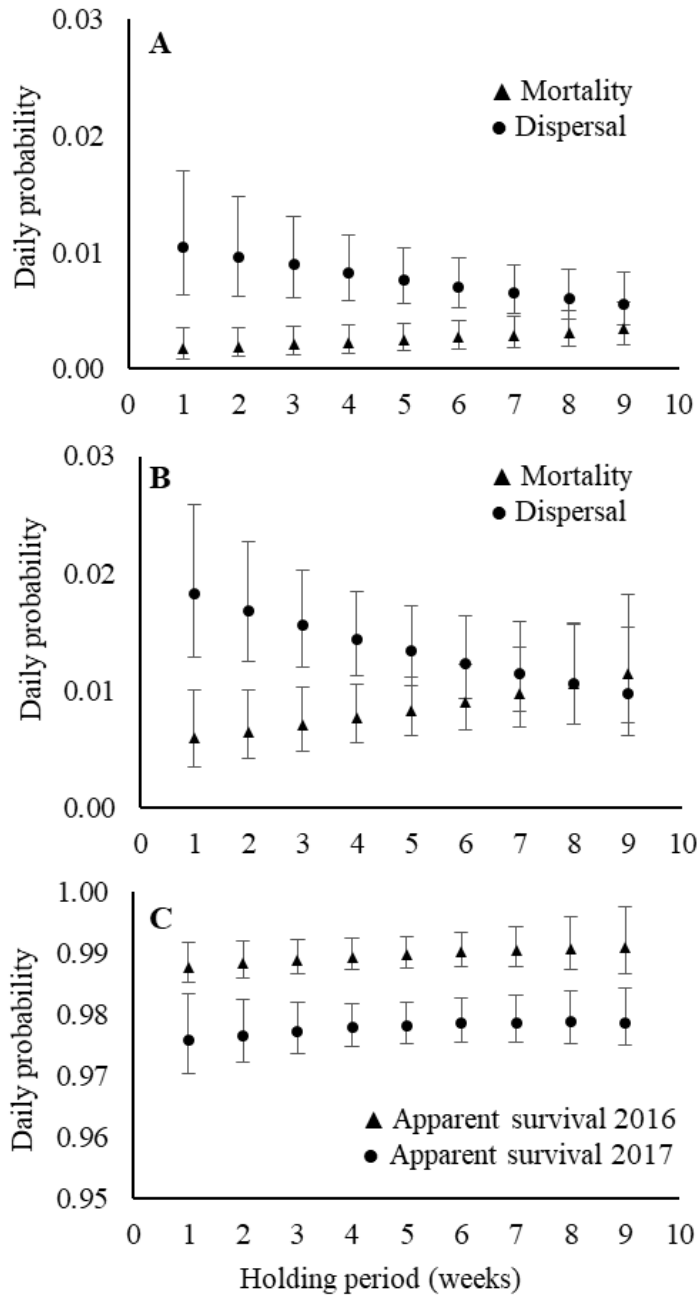 A
0.03
▲ Mortality
● Dispersal
0.02
0.01
0.00
Daily probability
0 1 2 3 4 5 6 7 8 9 10
B
0.03
▲ Mortality
● Dispersal
0.02
0.01
0.00
Daily probability
0 1 2 3 4 5 6 7 8 9 10
C
1.00
0.99
0.98
0.97
0.96
0.95
Daily probability
▲ Apparent survival 2016
● Apparent survival 2017
0 1 2 3 4 5 6 7 8 9 10
Holding period (weeks)